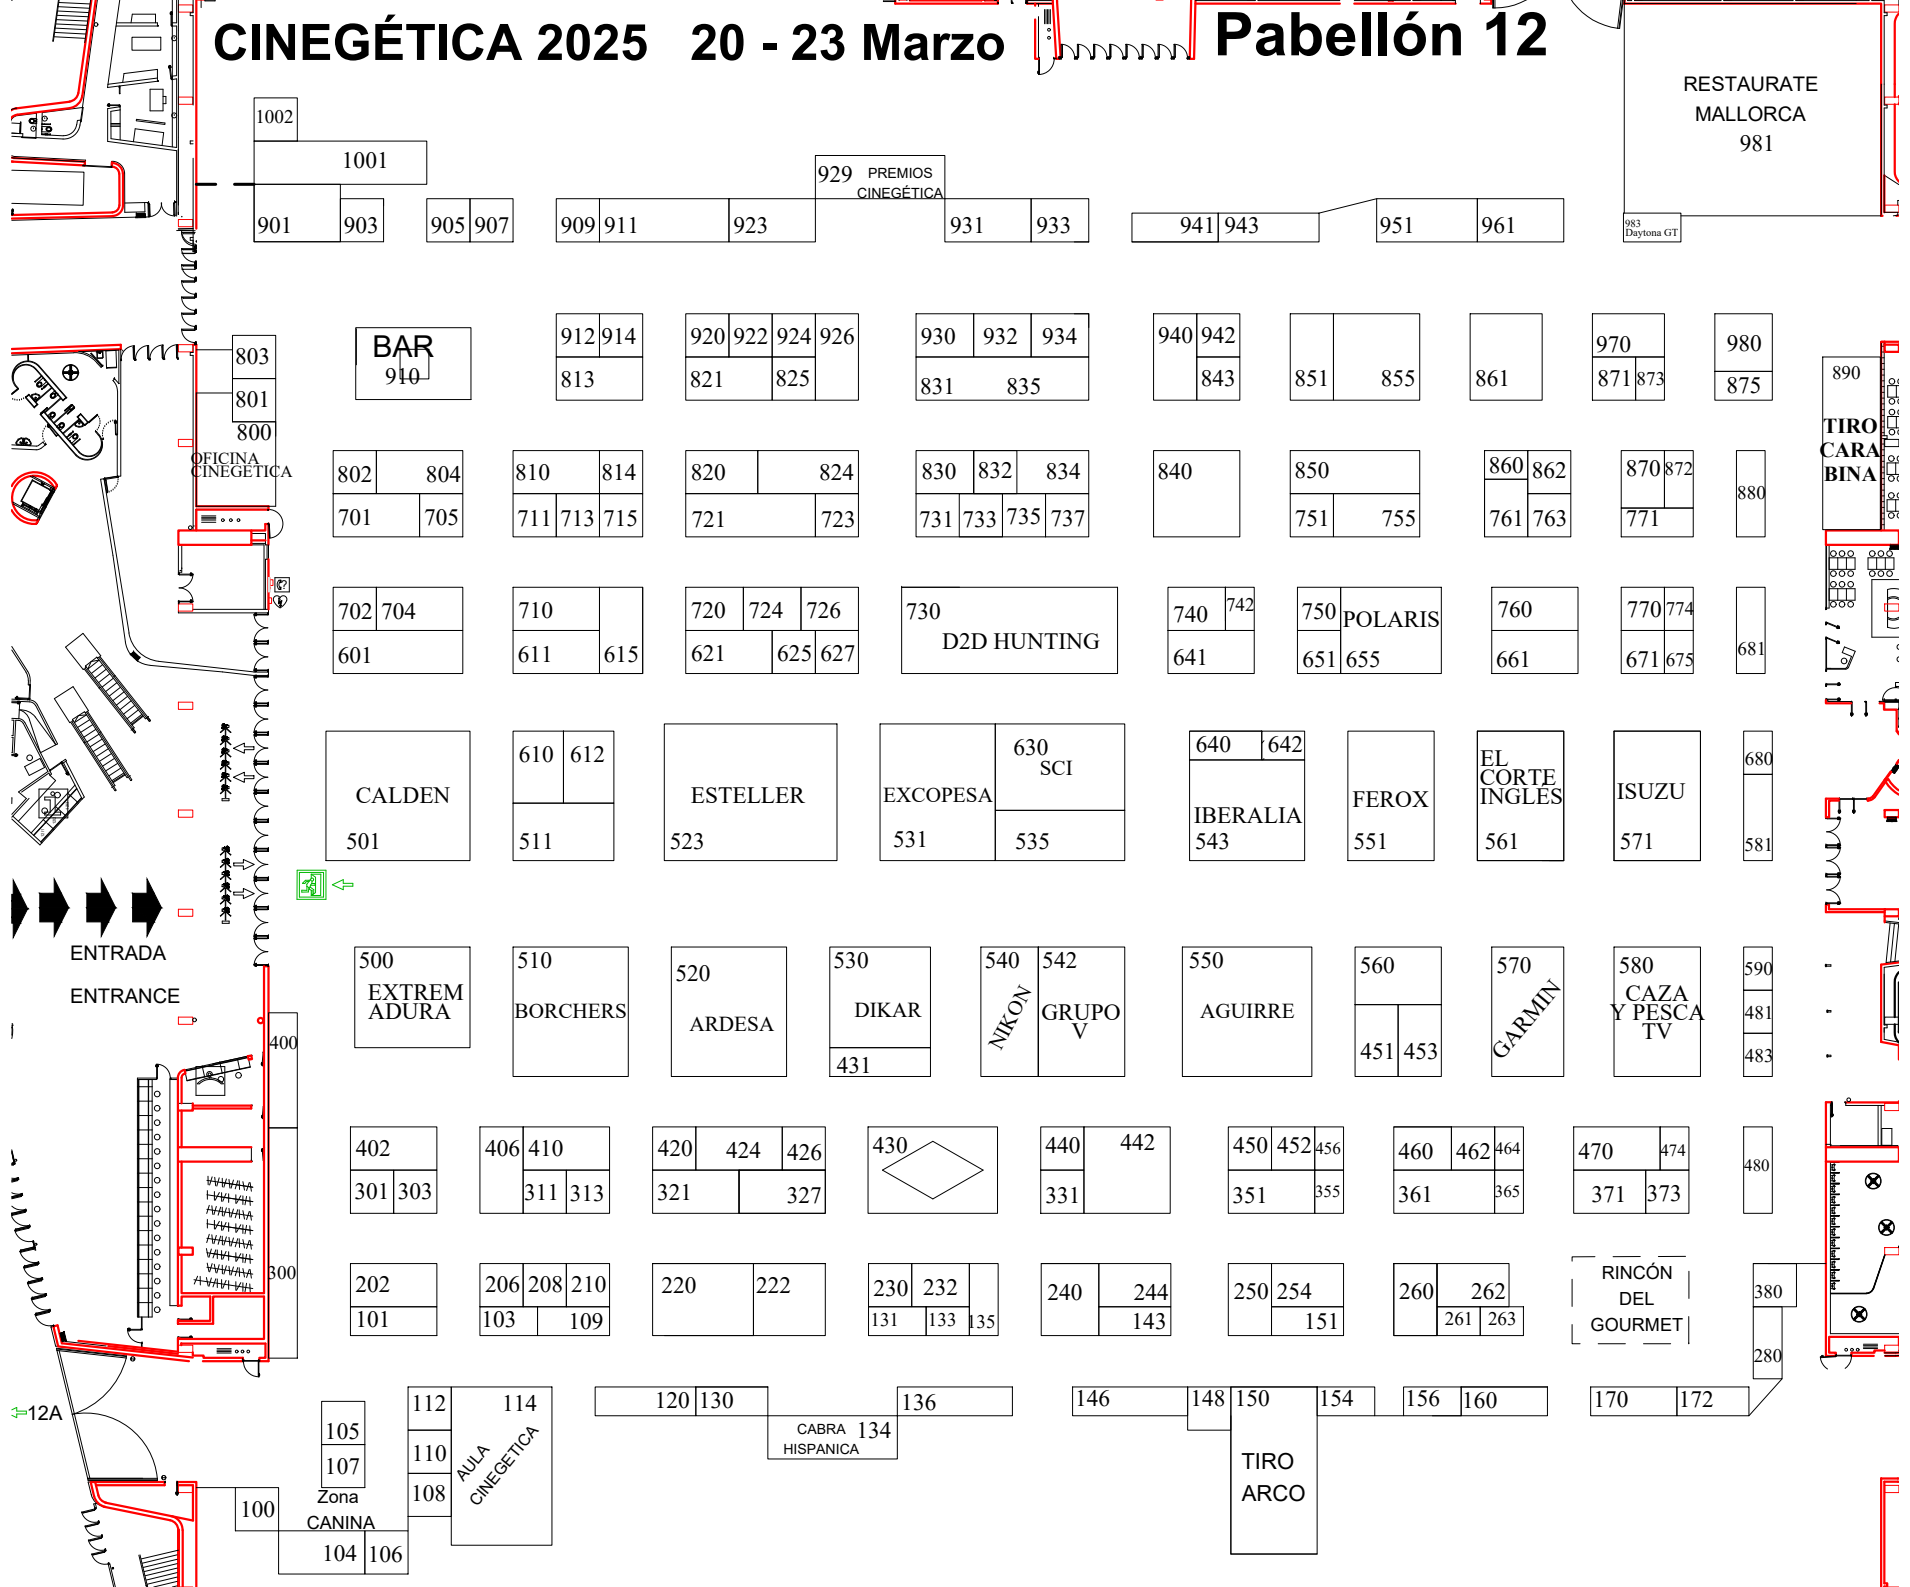 CINEGÉTICA 2025 20 - 23 Marzo
Pabellón 12
RESTAURATE
MALLORCA
981
983
Daytona GT
1002
1001
929 PREMIOS
CINEGÉTICA
901 903 905 907 909 911 923 931 933 941 943 951 961
803
801
800
OFICINA
CINEGETICA
BAR
910
912 914 920 922 924 926 930 932 934 940 942 970 980
813 821 825 831 835 843 851 855 861 871 873 875
890
TIRO
CARA
BINA
802 804 810 814 820 824 830 832 834 840 850 860 862 870 872 880
701 705 711 713 715 721 723 731 733 735 737 751 755 761 763 771
702 704 710 720 724 726 730 740 742 750 POLARIS 760 770 774
D2D HUNTING
601 611 615 621 625 627 641 651 655 661 671 675 681
610 612 630 640 642 680
SCI
CALDEN
501
511
ESTELLER
523
EXCOPESA
531
535
IBERALIA
543
FEROX
551
EL
CORTE
INGLÉS
561
ISUZU
571
581
ENTRADA
ENTRANCE
500
EXTREM
ADURA
510
BORCHERS
520
ARDESA
530
DIKAR
431
540
NIKON
542
GRUPO
V
550
AGUIRRE
560
451 453
570
GARMIN
580
CAZA
Y PESCA
TV
590
481
483
400
402 406 410 420 424 426 430 440 442 450 452 456 460 462 464 470 474 480
301 303 311 313 321 327 331 351 355 361 365 371 373
300
202 206 208 210 220 222 230 232 240 244 250 254 260 262
101 103 109 131 133 135 143 151 261 263
RINCÓN
DEL
GOURMET
380
280
12A
105
107
Zona
CANINA
100
104 106
112
110
108
114
AULA
CINEGETICA
120 130
CABRA
HISPANICA
134
136
146 148 150 154 156 160 170 172
TIRO
ARCO